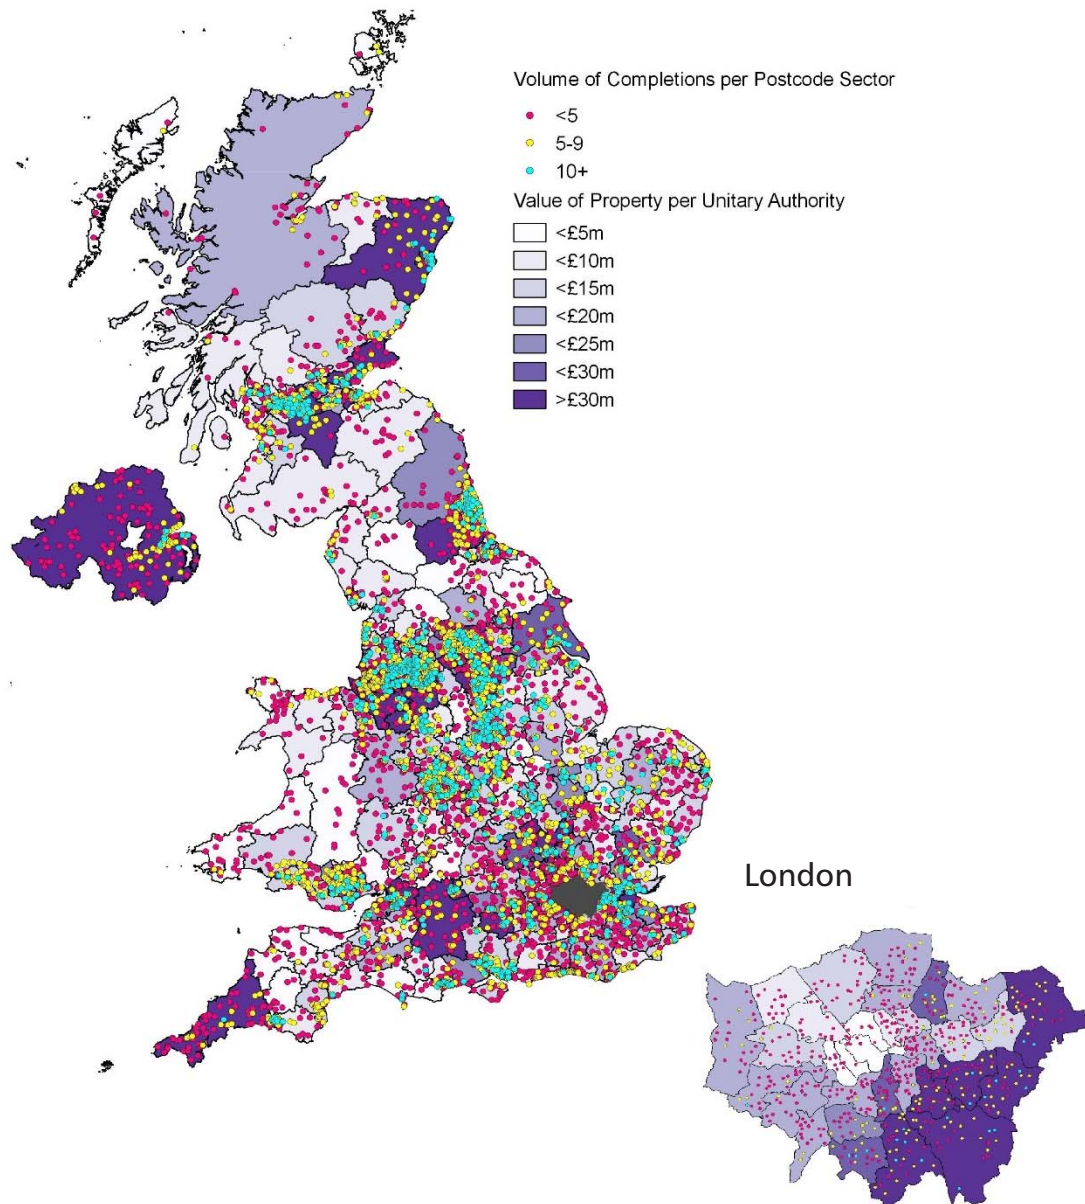 Volume of Completions per Postcode Sector
<5
5-9
10+
Value of Property per Unitary Authority
<£5m
<£10m
<£15m
<£20m
<£25m
<£30m
>£30m
London